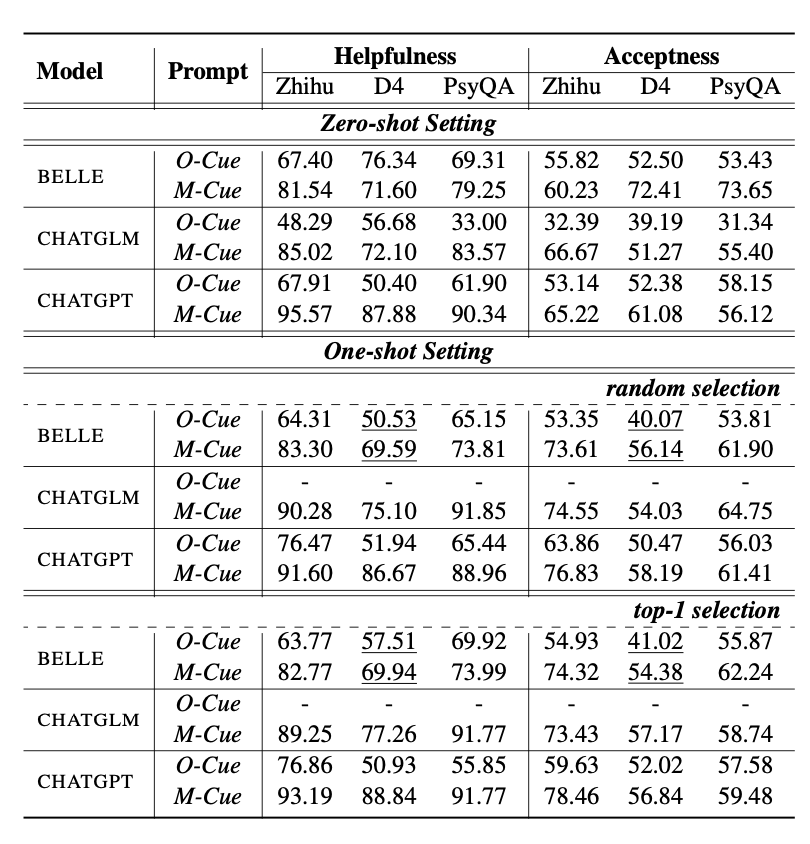 Model Prompt Helpfulness Acceptness
Zhihu D4 PsyQA Zhihu D4 PsyQA
Zero-shot Setting
BELLE O-Cue 67.40 76.34 69.31 55.82 52.50 53.43
M-Cue 81.54 71.60 79.25 60.23 72.41 73.65
CHATGLM O-Cue 48.29 56.68 33.00 32.39 39.19 31.34
M-Cue 85.02 72.10 83.57 66.67 51.27 55.40
CHATGPT O-Cue 67.91 50.40 61.90 53.14 52.38 58.15
M-Cue 95.57 87.88 90.34 65.22 61.08 56.12
One-shot Setting
random selection
BELLE O-Cue 64.31 50.53 65.15 53.35 40.07 53.81
M-Cue 83.30 69.59 73.81 73.61 56.14 61.90
CHATGLM O-Cue - - - - - -
M-Cue 90.28 75.10 91.85 74.55 54.03 64.75
CHATGPT O-Cue 76.47 51.94 65.44 63.86 50.47 56.03
M-Cue 91.60 86.67 88.96 76.83 58.19 61.41
top-1 selection
BELLE O-Cue 63.77 57.51 69.92 54.93 41.02 55.87
M-Cue 82.77 69.94 73.99 74.32 54.38 62.24
CHATGLM O-Cue - - - - - -
M-Cue 89.25 77.26 91.77 73.43 57.17 58.74
CHATGPT O-Cue 76.86 50.93 55.85 59.63 52.02 57.58
M-Cue 93.19 88.84 91.77 78.46 56.84 59.48